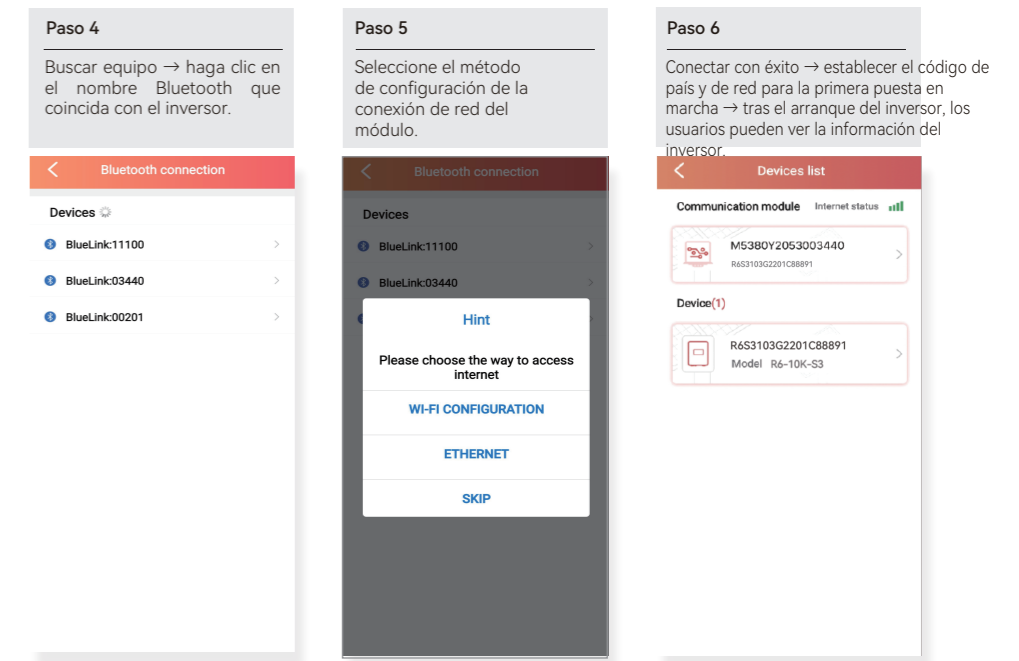 Paso 4
Buscar equipo → haga clic en
el nombre Bluetooth que
coincida con el inversor.
Bluetooth connection
Devices
BlueLink:11100
BlueLink:03440
BlueLink:00201
Paso 5
Seleccione el método
de configuración de la
conexión de red del
módulo.
Bluetooth connection
Devices
BlueLink:11100
BlueLink:03440
Hint
Please choose the way to access
internet
WI-FI CONFIGURATION
ETHERNET
SKIP
Paso 6
Conectar con éxito → establecer el código de
país y de red para la primera puesta en
marcha → tras el arranque del inversor, los
usuarios pueden ver la información del
inversor.
Devices list
Communication module Internet status
M5380Y2053003440
R6S3103G2201C88891
Device(1)
R6S3103G2201C88891
Model R6-10K-S3